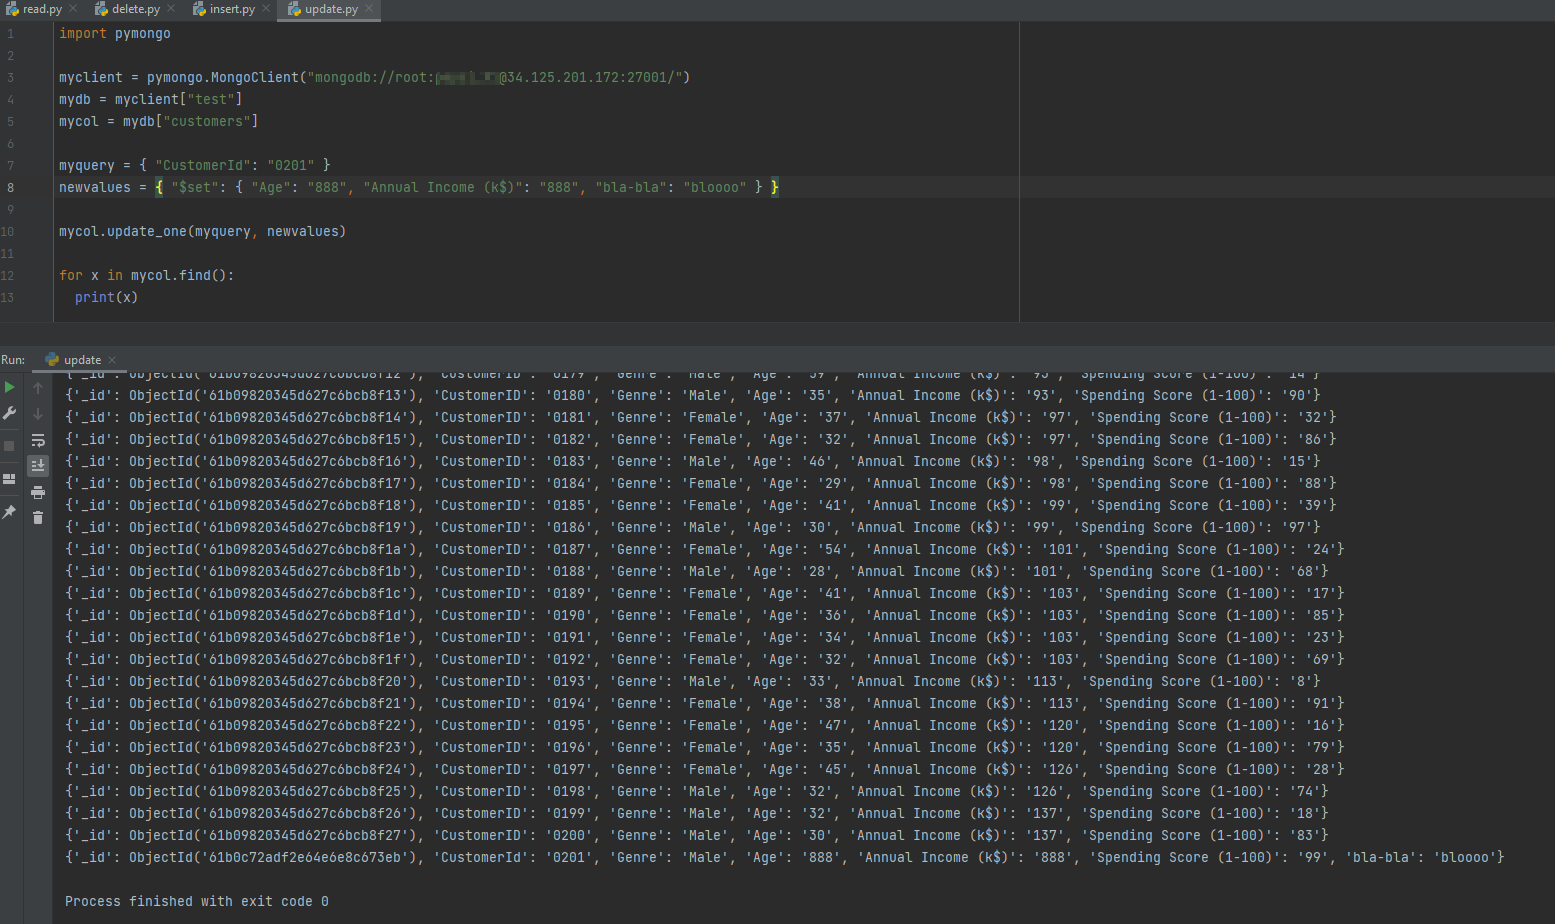 read.py delete.py insert.py update.py
1 import pymongo
2
3 myclient = pymongo.MongoClient("mongodb://root: @34.125.201.172:27001/")
4 mydb = myclient["test"]
5 mycol = mydb["customers"]
6
7 myquery = { "CustomerId": "0201" }
8 newvalues = { "$set": { "Age": "888", "Annual Income (k$)": "888", "bla-bla": "bloooo" } }
9
10 mycol.update_one(myquery, newvalues)
11
12 for x in mycol.find():
13 print(x)
Run: update
{'_id': ObjectId('61b09820345d627c6bcb8f12'), 'CustomerID': '0179', 'Genre': 'Male', 'Age': '59', 'Annual Income (k$)': '93', 'Spending Score (1-100)': '14'}
{'_id': ObjectId('61b09820345d627c6bcb8f13'), 'CustomerID': '0180', 'Genre': 'Male', 'Age': '35', 'Annual Income (k$)': '93', 'Spending Score (1-100)': '90'}
{'_id': ObjectId('61b09820345d627c6bcb8f14'), 'CustomerID': '0181', 'Genre': 'Female', 'Age': '37', 'Annual Income (k$)': '97', 'Spending Score (1-100)': '32'}
{'_id': ObjectId('61b09820345d627c6bcb8f15'), 'CustomerID': '0182', 'Genre': 'Female', 'Age': '32', 'Annual Income (k$)': '97', 'Spending Score (1-100)': '86'}
{'_id': ObjectId('61b09820345d627c6bcb8f16'), 'CustomerID': '0183', 'Genre': 'Male', 'Age': '46', 'Annual Income (k$)': '98', 'Spending Score (1-100)': '15'}
{'_id': ObjectId('61b09820345d627c6bcb8f17'), 'CustomerID': '0184', 'Genre': 'Female', 'Age': '29', 'Annual Income (k$)': '98', 'Spending Score (1-100)': '88'}
{'_id': ObjectId('61b09820345d627c6bcb8f18'), 'CustomerID': '0185', 'Genre': 'Female', 'Age': '41', 'Annual Income (k$)': '99', 'Spending Score (1-100)': '39'}
{'_id': ObjectId('61b09820345d627c6bcb8f19'), 'CustomerID': '0186', 'Genre': 'Male', 'Age': '30', 'Annual Income (k$)': '99', 'Spending Score (1-100)': '97'}
{'_id': ObjectId('61b09820345d627c6bcb8f1a'), 'CustomerID': '0187', 'Genre': 'Female', 'Age': '54', 'Annual Income (k$)': '101', 'Spending Score (1-100)': '24'}
{'_id': ObjectId('61b09820345d627c6bcb8f1b'), 'CustomerID': '0188', 'Genre': 'Male', 'Age': '28', 'Annual Income (k$)': '101', 'Spending Score (1-100)': '68'}
{'_id': ObjectId('61b09820345d627c6bcb8f1c'), 'CustomerID': '0189', 'Genre': 'Female', 'Age': '41', 'Annual Income (k$)': '103', 'Spending Score (1-100)': '17'}
{'_id': ObjectId('61b09820345d627c6bcb8f1d'), 'CustomerID': '0190', 'Genre': 'Female', 'Age': '36', 'Annual Income (k$)': '103', 'Spending Score (1-100)': '85'}
{'_id': ObjectId('61b09820345d627c6bcb8f1e'), 'CustomerID': '0191', 'Genre': 'Female', 'Age': '34', 'Annual Income (k$)': '103', 'Spending Score (1-100)': '23'}
{'_id': ObjectId('61b09820345d627c6bcb8f1f'), 'CustomerID': '0192', 'Genre': 'Female', 'Age': '32', 'Annual Income (k$)': '103', 'Spending Score (1-100)': '69'}
{'_id': ObjectId('61b09820345d627c6bcb8f20'), 'CustomerID': '0193', 'Genre': 'Male', 'Age': '33', 'Annual Income (k$)': '113', 'Spending Score (1-100)': '8'}
{'_id': ObjectId('61b09820345d627c6bcb8f21'), 'CustomerID': '0194', 'Genre': 'Female', 'Age': '38', 'Annual Income (k$)': '113', 'Spending Score (1-100)': '91'}
{'_id': ObjectId('61b09820345d627c6bcb8f22'), 'CustomerID': '0195', 'Genre': 'Female', 'Age': '47', 'Annual Income (k$)': '120', 'Spending Score (1-100)': '16'}
{'_id': ObjectId('61b09820345d627c6bcb8f23'), 'CustomerID': '0196', 'Genre': 'Female', 'Age': '35', 'Annual Income (k$)': '120', 'Spending Score (1-100)': '79'}
{'_id': ObjectId('61b09820345d627c6bcb8f24'), 'CustomerID': '0197', 'Genre': 'Female', 'Age': '45', 'Annual Income (k$)': '126', 'Spending Score (1-100)': '28'}
{'_id': ObjectId('61b09820345d627c6bcb8f25'), 'CustomerID': '0198', 'Genre': 'Male', 'Age': '32', 'Annual Income (k$)': '126', 'Spending Score (1-100)': '74'}
{'_id': ObjectId('61b09820345d627c6bcb8f26'), 'CustomerID': '0199', 'Genre': 'Male', 'Age': '32', 'Annual Income (k$)': '137', 'Spending Score (1-100)': '18'}
{'_id': ObjectId('61b09820345d627c6bcb8f27'), 'CustomerID': '0200', 'Genre': 'Male', 'Age': '30', 'Annual Income (k$)': '137', 'Spending Score (1-100)': '83'}
{'_id': ObjectId('61b0c72adf2e64e6e8c673eb'), 'CustomerId': '0201', 'Genre': 'Male', 'Age': '888', 'Annual Income (k$)': '888', 'Spending Score (1-100)': '99', 'bla-bla': 'bloooo'}
Process finished with exit code 0